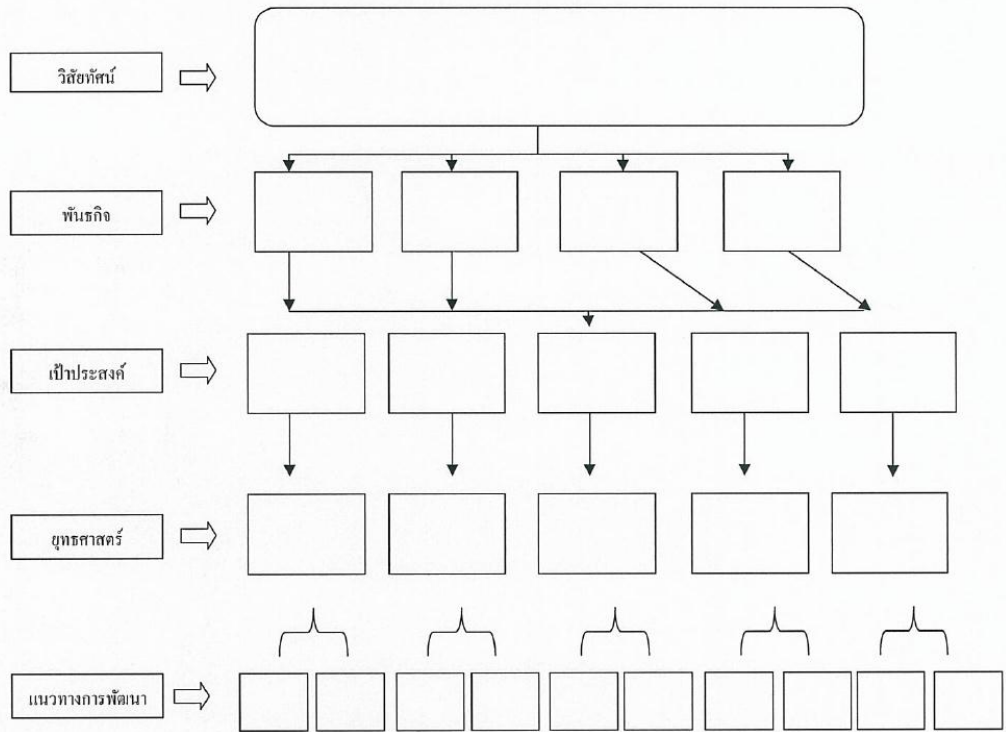 วิสัยทัศน์
พันธกิจ
เป้าประสงค์
ยุทธศาสตร์
แนวทางการพัฒนา